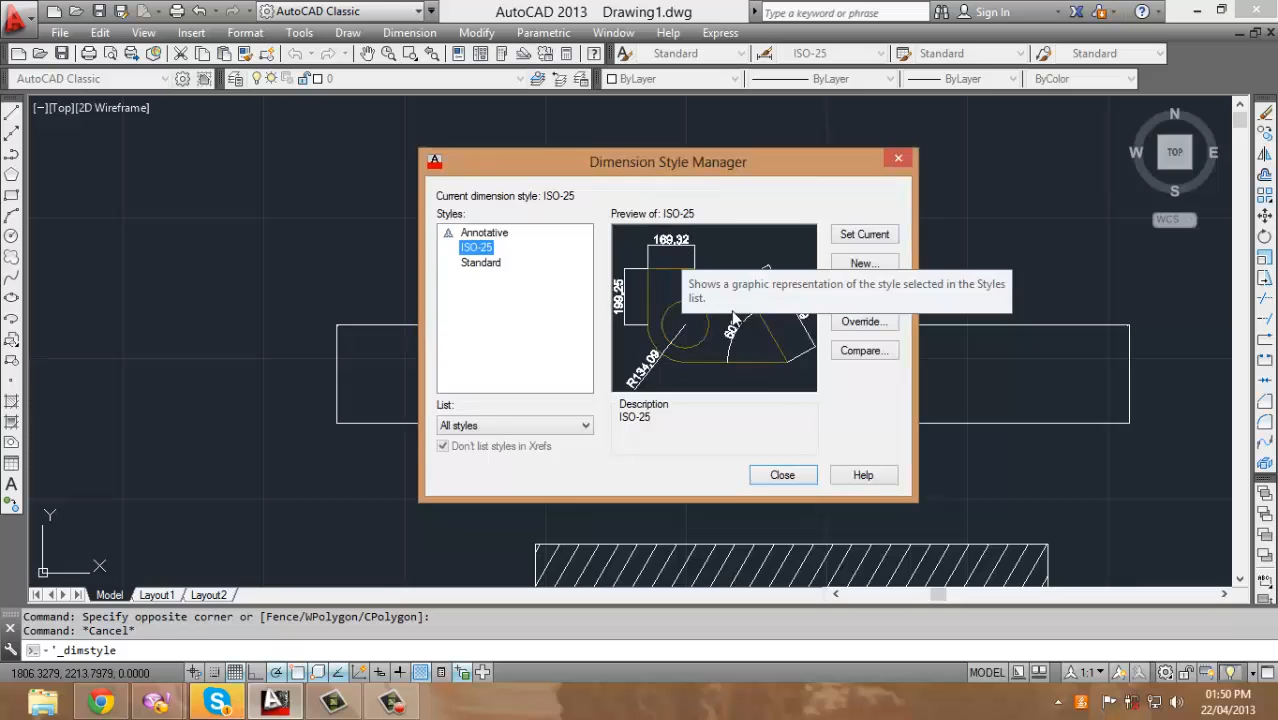 AutoCAD Classic
AutoCAD 2013 Drawing1.dwg
Type a keyword or phrase
Sign In
File Edit View Insert Format Tools Draw Dimension Modify Parametric Window Help Express
Standard
ISO-25
Standard
Standard
AutoCAD Classic
0
ByLayer
ByLayer
ByLayer
ByColor
[−][Top][2D Wireframe]
N
W TOP E
S
WCS
Dimension Style Manager
Current dimension style: ISO-25
Styles:
Annotative
ISO-25
Standard
Preview of: ISO-25
169,32
199,25
R134,09
Shows a graphic representation of the style selected in the Styles
list.
Set Current
New...
Override...
Compare...
List:
All styles
Don't list styles in Xrefs
Description
ISO-25
Close
Help
Y
X
Model Layout1 Layout2
Command: Specify opposite corner or [Fence/WPolygon/CPolygon]:
Command: *Cancel*
'_dimstyle
1806.3279, 2213.7979, 0.0000
MODEL
1:1
01:50 PM
22/04/2013